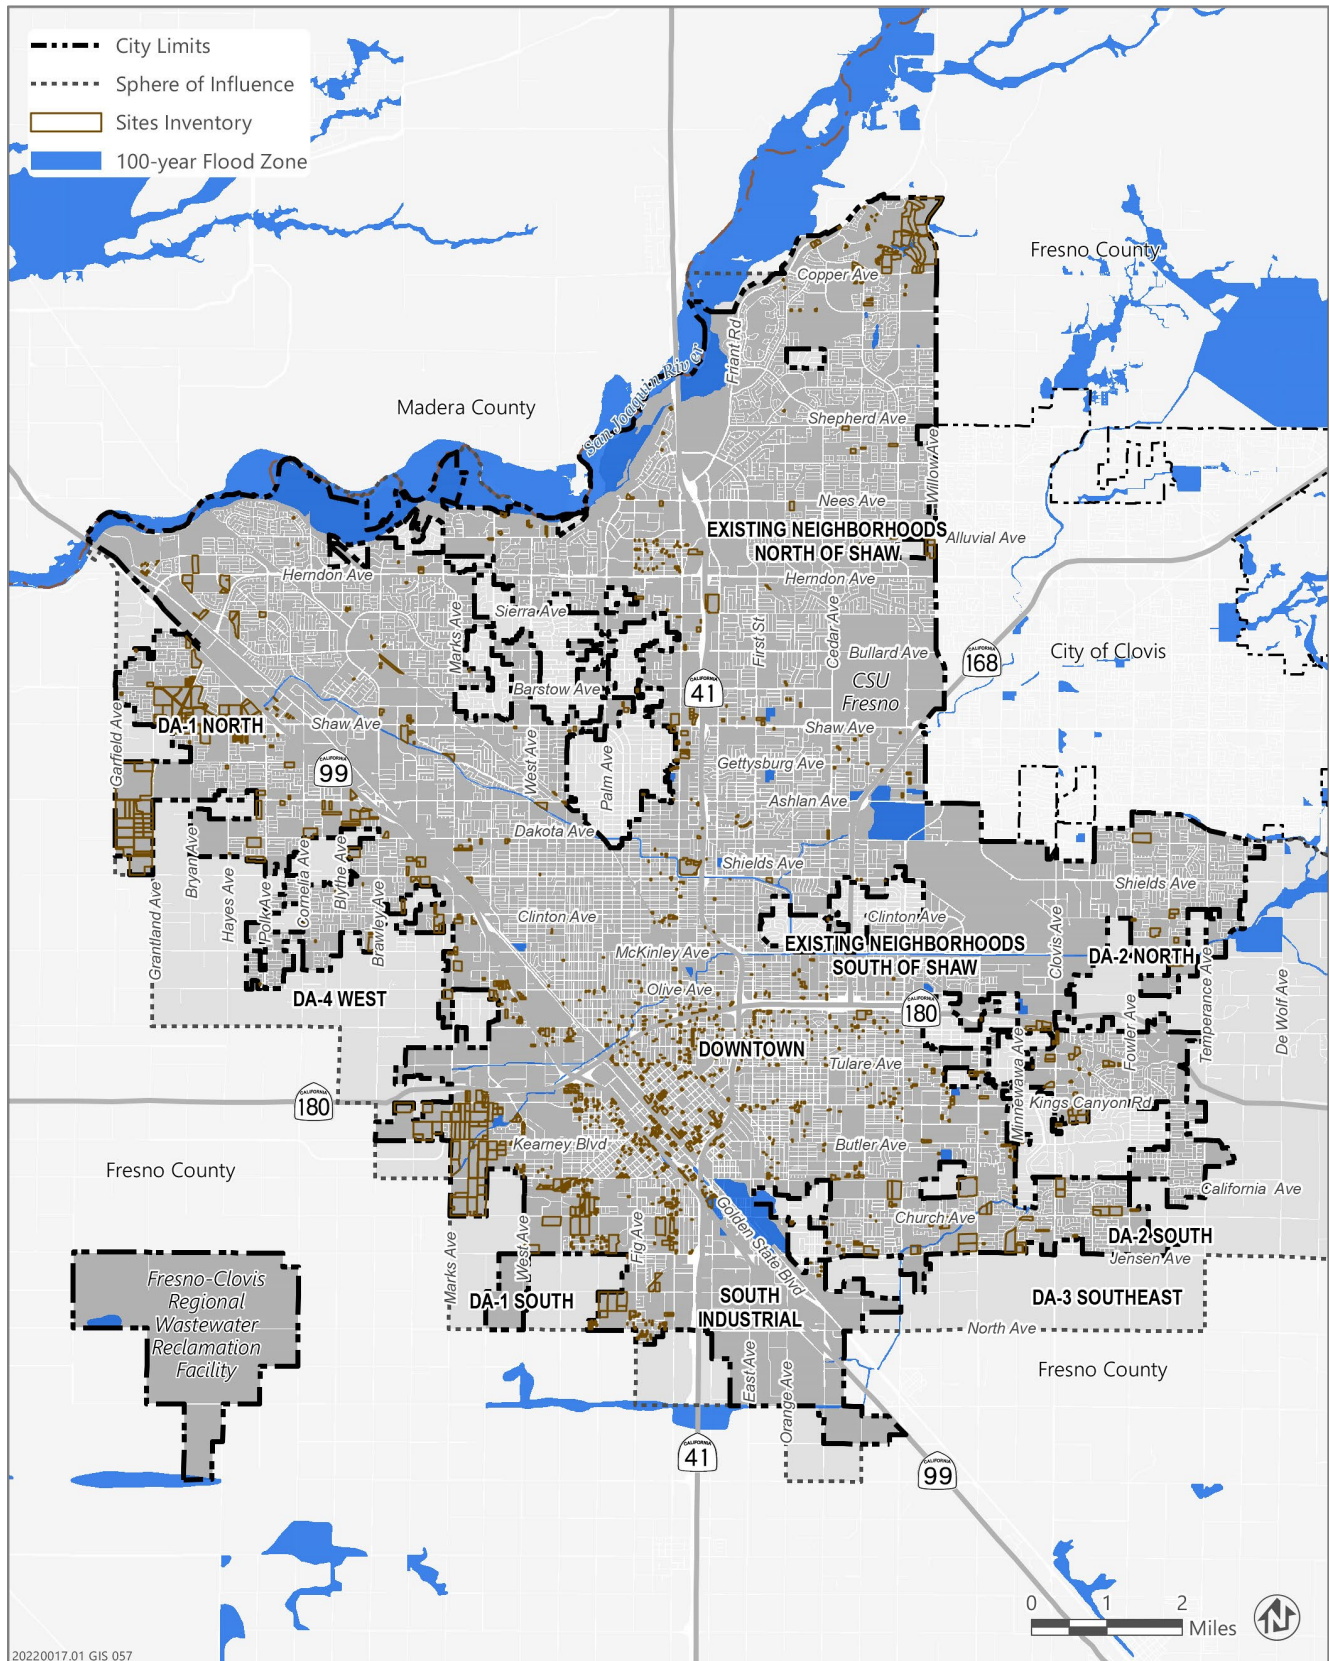 City Limits
Sphere of Influence
Sites Inventory
100-year Flood Zone
Fresno County
Copper Ave
Friant Rd
San Joaquin River
Madera County
Shepherd Ave
Willow Ave
Nees Ave
EXISTING NEIGHBORHOODS
NORTH OF SHAW
Alluvial Ave
Herndon Ave
Herndon Ave
Sierra Ave
Marks Ave
First St
Cedar Ave
Bullard Ave
CALIFORNIA
168
City of Clovis
CALIFORNIA
41
Barstow Ave
CSU
Fresno
DA-1 NORTH
Shaw Ave
Shaw Ave
Garfield Ave
CALIFORNIA
99
West Ave
Palm Ave
Gettysburg Ave
Ashlan Ave
Dakota Ave
Shields Ave
Shields Ave
Bryan Ave
Hayes Ave
Polk Ave
Cornelia Ave
Blythe Ave
Brawley Ave
Grantland Ave
Clinton Ave
Clinton Ave
Clovis Ave
McKinley Ave
EXISTING NEIGHBORHOODS
SOUTH OF SHAW
DA-2 NORTH
Olive Ave
DA-4 WEST
CALIFORNIA
180
Temperance Ave
De Wolf Ave
Fowler Ave
DOWNTOWN
Tulare Ave
Minnewawa Ave
CALIFORNIA
180
Kings Canyon Rd
Kearney Blvd
Butler Ave
Fresno County
California Ave
Golden State Blvd
Church Ave
Fig Ave
West Ave
Marks Ave
DA-2 SOUTH
Jensen Ave
Fresno-Clovis
Regional
Wastewater
Reclamation
Facility
DA-1 SOUTH
SOUTH
INDUSTRIAL
DA-3 SOUTHEAST
North Ave
East Ave
Orange Ave
Fresno County
CALIFORNIA
41
CALIFORNIA
99
0 1 2
Miles
N
20220017.01 GIS 057